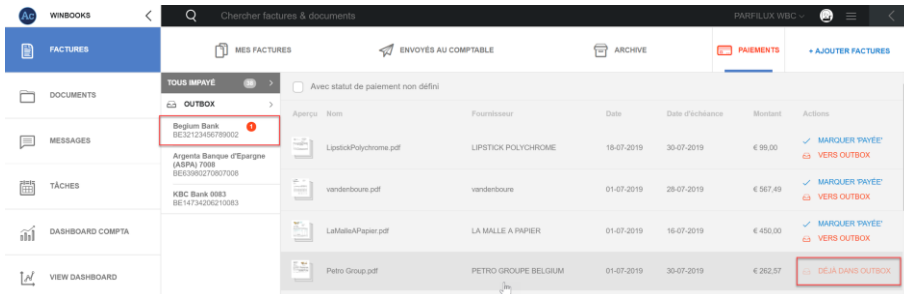 Ac WINBOOKS
Chercher factures & documents
PARFILUX WBC
FACTURES
MES FACTURES
ENVOYÉS AU COMPTABLE
ARCHIVE
PAIEMENTS
+ AJOUTER FACTURES
DOCUMENTS
MESSAGES
TÂCHES
DASHBOARD COMPTA
VIEW DASHBOARD
TOUS IMPAYÉ
OUTBOX
Begium Bank 1
BE32123456789002
Argenta Banque d'Epargne
(ASPA) 7008
BE63980270807008
KBC Bank 0083
BE14734206210083
Avec statut de paiement non défini
Aperçu Nom Fournisseur Date Date d'échéance Montant Actions
LipstickPolychrome.pdf LIPSTICK POLYCHROME 18-07-2019 30-07-2019 € 99,00 MARQUER 'PAYÉE'
VERS OUTBOX
vandenboure.pdf vandenboure 01-07-2019 28-07-2019 € 567,49 MARQUER 'PAYÉE'
VERS OUTBOX
LaMalleAPapier.pdf LA MALLE A PAPIER 01-07-2019 16-07-2019 € 450,00 MARQUER 'PAYÉE'
VERS OUTBOX
Petro Group.pdf PETRO GROUPE BELGIUM 01-07-2019 30-07-2019 € 262,57 DÉJÀ DANS OUTBOX